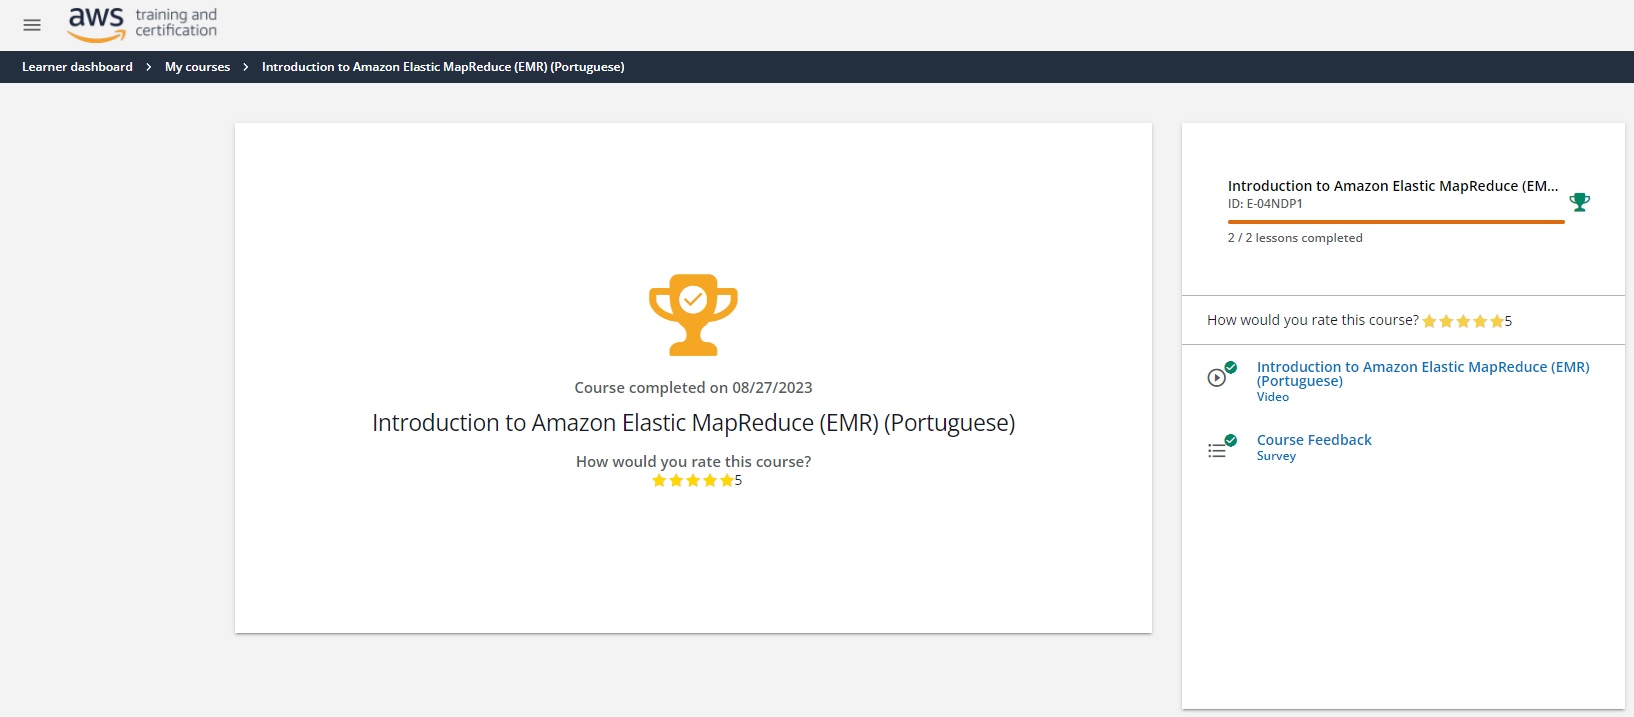 aws training and
certification
Learner dashboard > My courses > Introduction to Amazon Elastic MapReduce (EMR) (Portuguese)
Course completed on 08/27/2023
Introduction to Amazon Elastic MapReduce (EMR) (Portuguese)
How would you rate this course?
5
Introduction to Amazon Elastic MapReduce (EM...
ID: E-04NDP1
2 / 2 lessons completed
How would you rate this course? 5
Introduction to Amazon Elastic MapReduce (EMR)
(Portuguese)
Video
Course Feedback
Survey